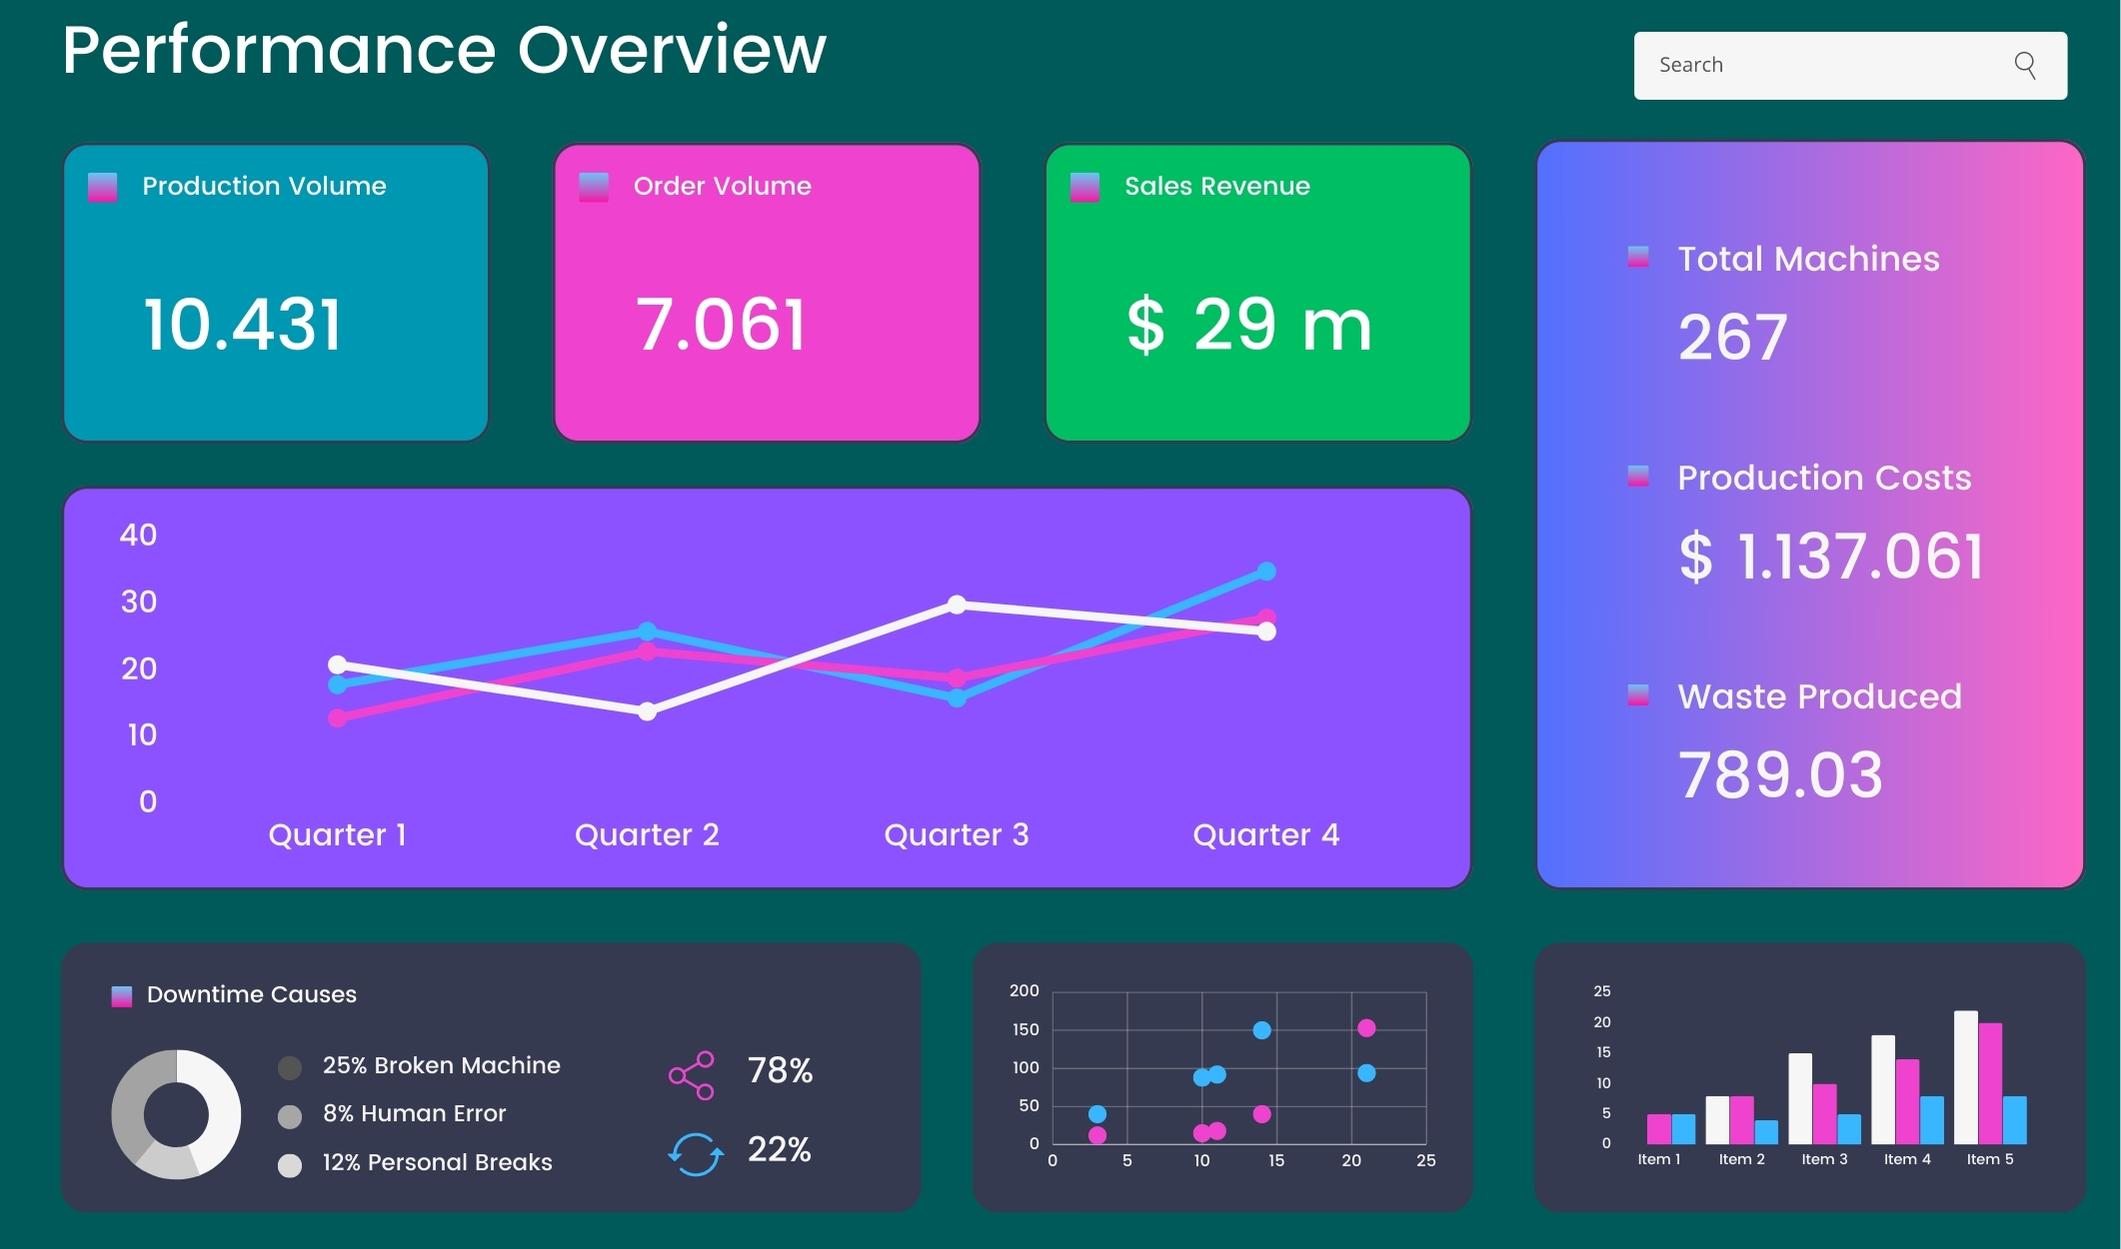 Performance Overview
Search
Production Volume
10.431
Order Volume
7.061
Sales Revenue
$ 29 m
Total Machines
267
Production Costs
$ 1.137.061
Waste Produced
789.03
40
30
20
10
0
Quarter 1 Quarter 2 Quarter 3 Quarter 4
Downtime Causes
25% Broken Machine
8% Human Error
12% Personal Breaks
78%
22%
200
150
100
50
0
0 5 10 15 20 25
25
20
15
10
5
0
Item 1 Item 2 Item 3 Item 4 Item 5